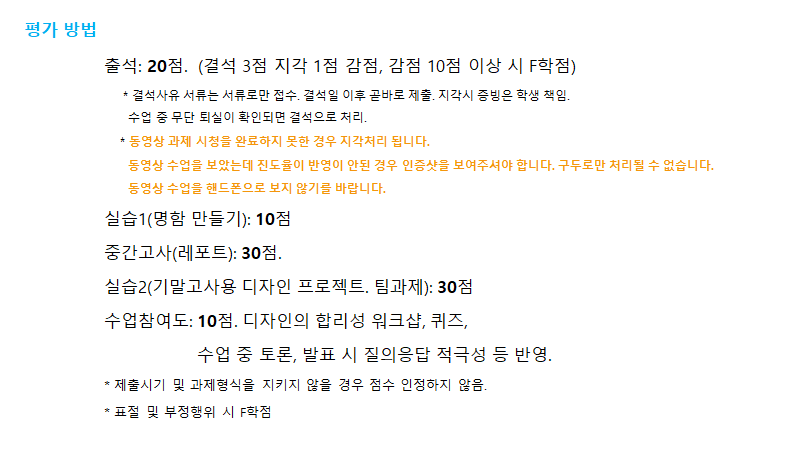 평가 방법
출석: 20점. (결석 3점 지각 1점 감점, 감점 10점 이상 시 F학점)
* 결석사유 서류는 서류로만 접수. 결석일 이후 곧바로 제출. 지각시 증빙은 학생 책임.
수업 중 무단 퇴실이 확인되면 결석으로 처리.
* 동영상 과제 시청을 완료하지 못한 경우 지각처리 됩니다.
동영상 수업을 보았는데 진도율이 반영이 안된 경우 인증샷을 보여주셔야 합니다. 구두로만 처리될 수 없습니다.
동영상 수업을 핸드폰으로 보지 않기를 바랍니다.
실습1(명함 만들기): 10점
중간고사(레포트): 30점.
실습2(기말고사용 디자인 프로젝트. 팀과제): 30점
수업참여도: 10점. 디자인의 합리성 워크샵, 퀴즈,
수업 중 토론, 발표 시 질의응답 적극성 등 반영.
* 제출시기 및 과제형식을 지키지 않을 경우 점수 인정하지 않음.
* 표절 및 부정행위 시 F학점